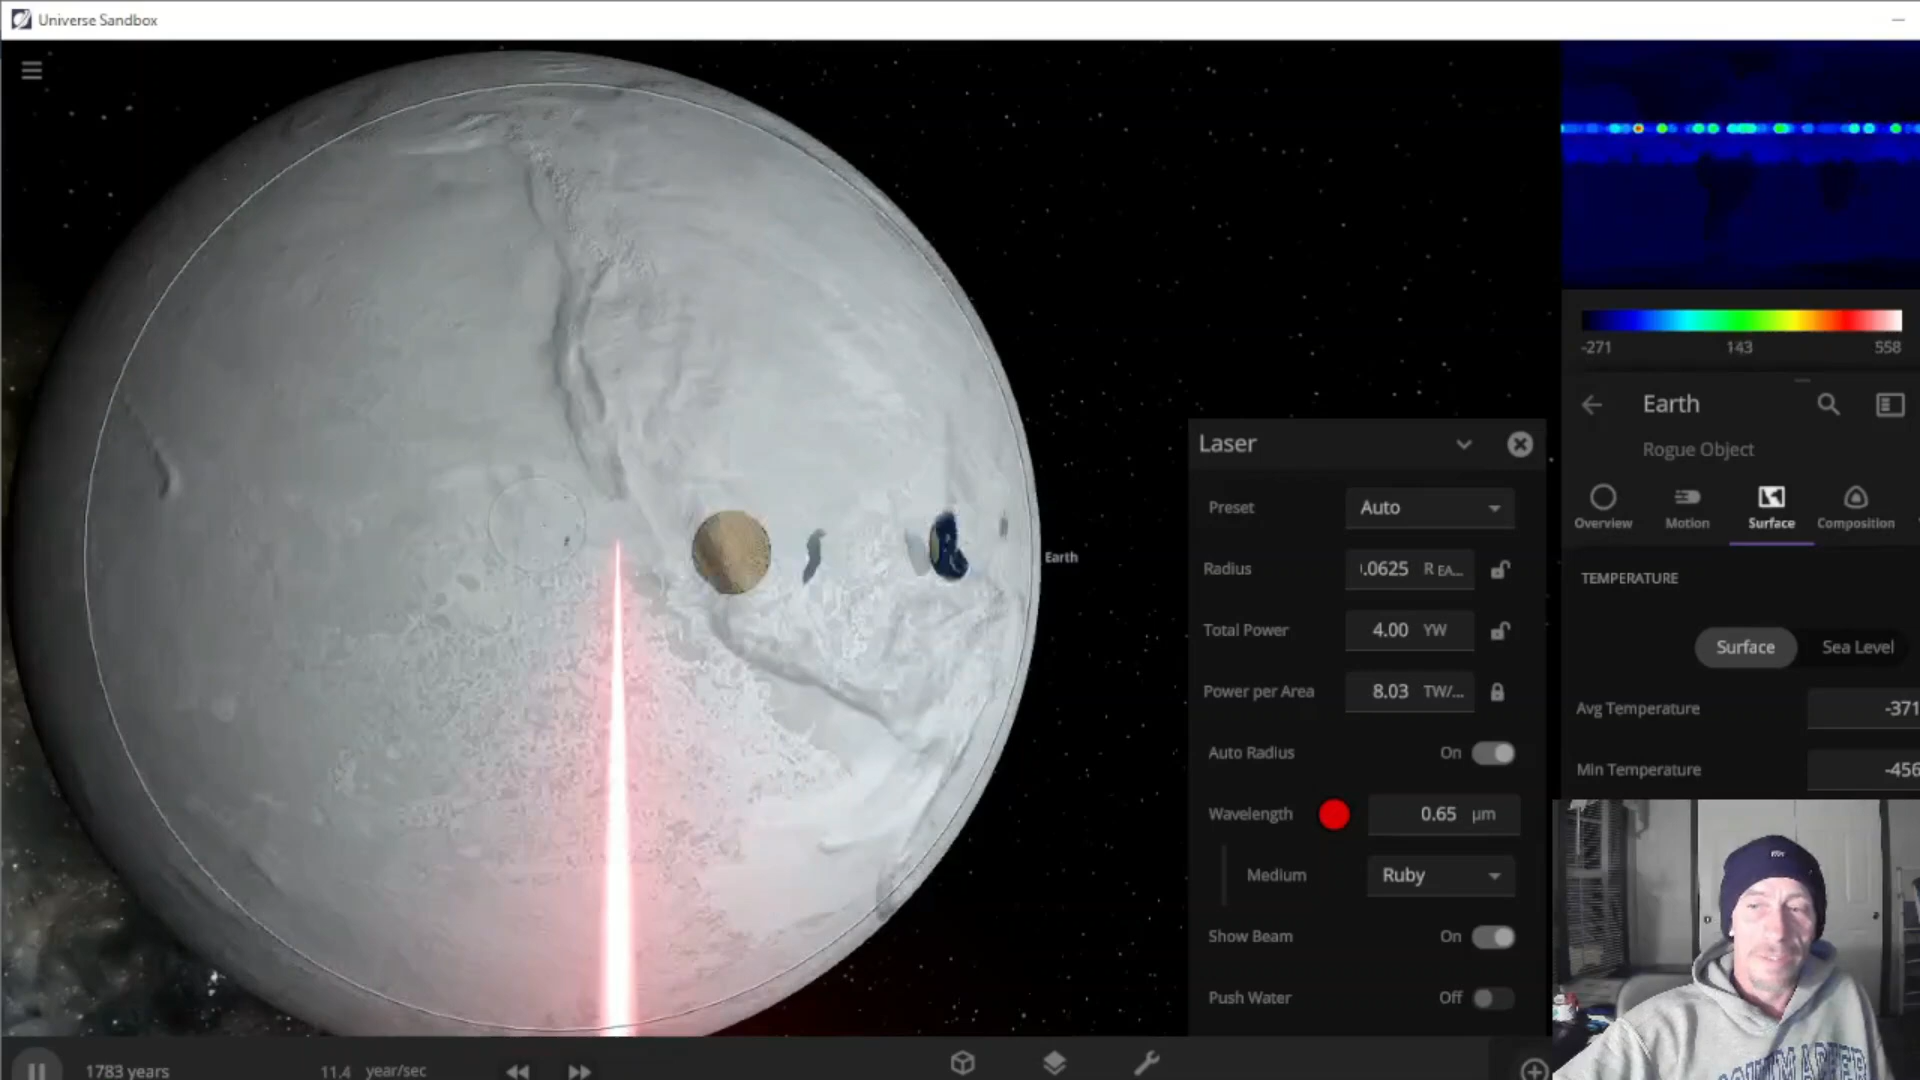 Universe Sandbox
-271 143 558
Earth
Rogue Object
Overview Motion Surface Composition
TEMPERATURE
Surface Sea Level
Avg Temperature -371
Min Temperature -456
Earth
Laser
Preset Auto
Radius .0625 R EA...
Total Power 4.00 YW
Power per Area 8.03 TW/...
Auto Radius On
Wavelength 0.65 µm
Medium Ruby
Show Beam On
Push Water Off
1783 years 11.4 year/sec